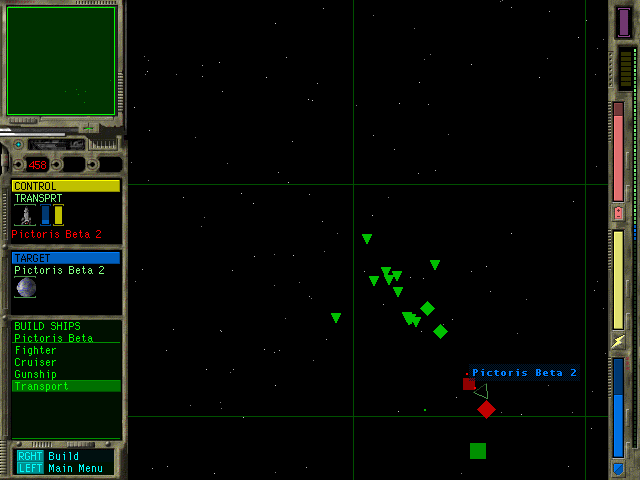 458
CONTROL
TRANSPRT
Pictoris Beta 2
TARGET
Pictoris Beta 2
BUILD SHIPS
Pictoris Beta
Fighter
Cruiser
Gunship
Transport
RGHT Build
LEFT Main Menu
Pictoris Beta 2